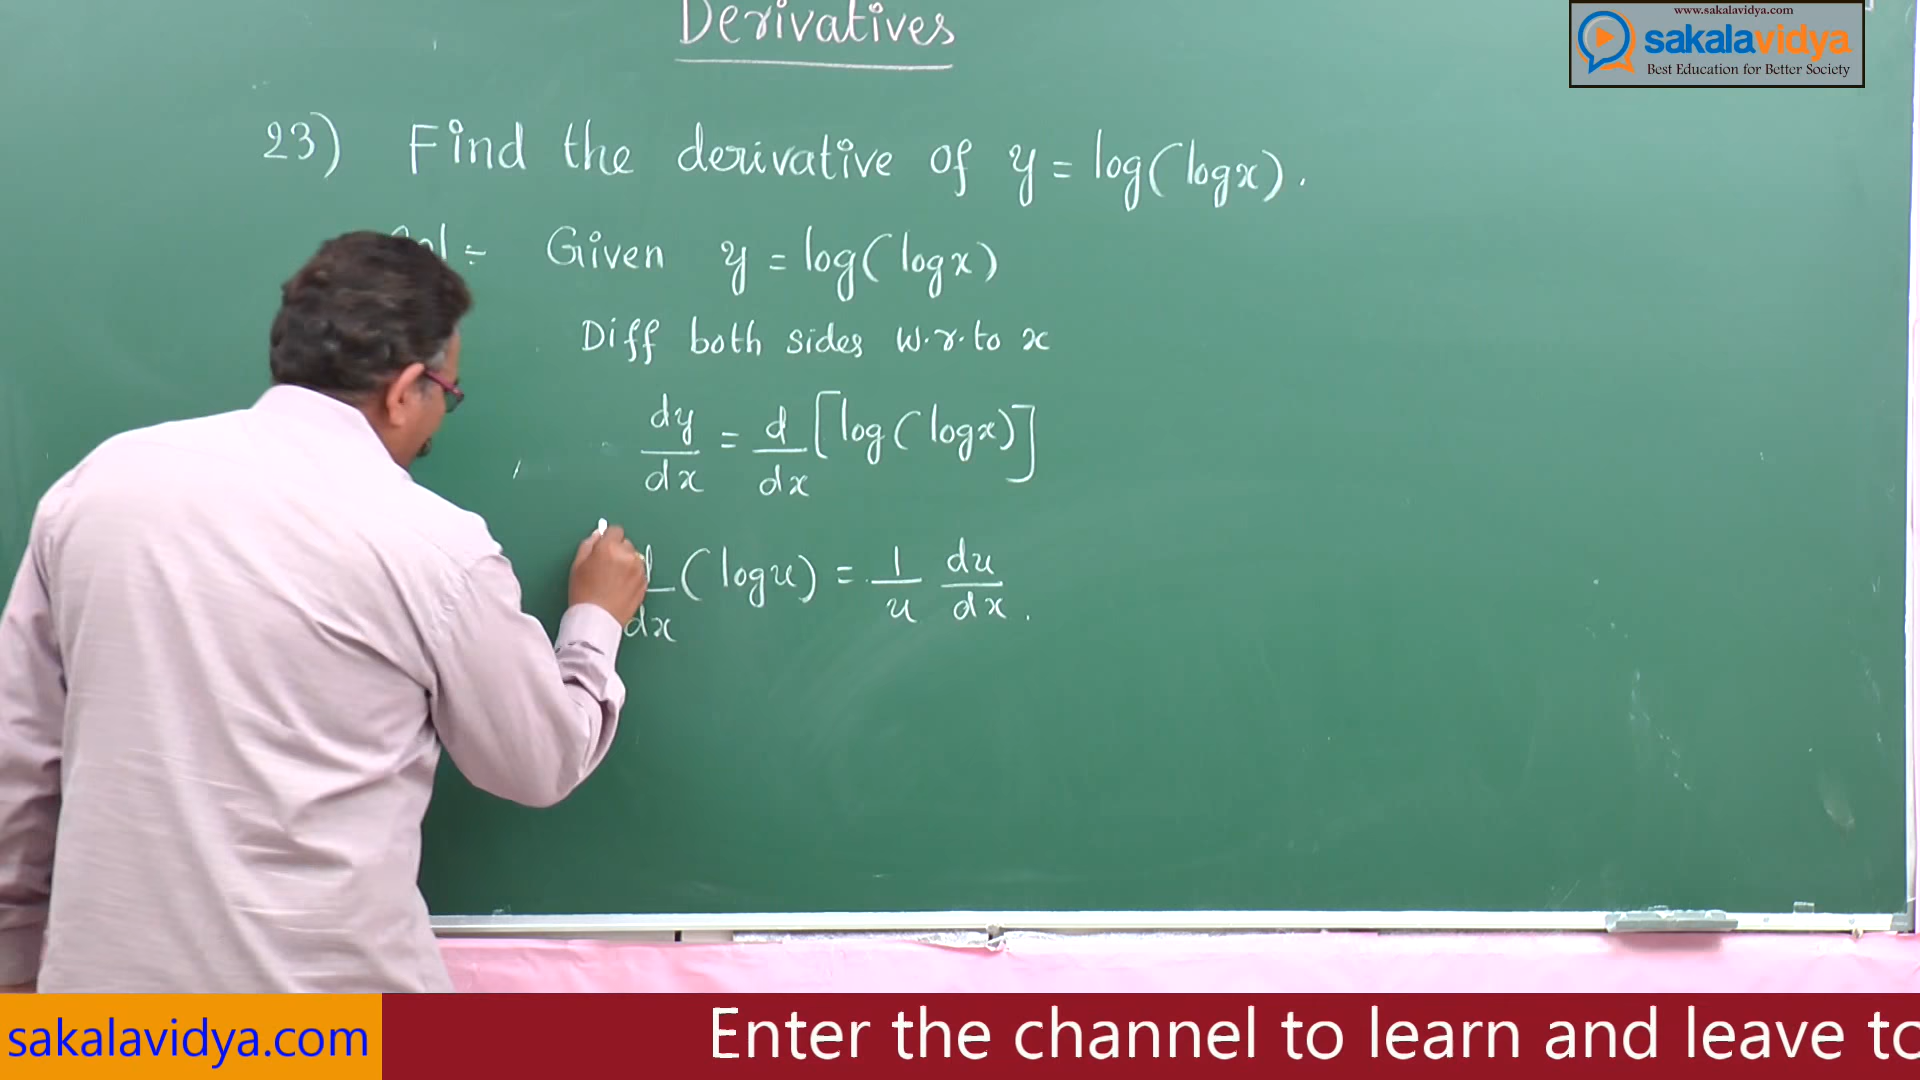 Derivatives
www.sakalavidya.com
sakalavidya
Best Education for Better Society
23) Find the derivative of y = log(logx).
Given y = log(logx)
Diff both sides w.r.to x
dy/dx = d/dx [log(logx)]
d/dx (logu) = 1/u du/dx.
sakalavidya.com
Enter the channel to learn and leave to